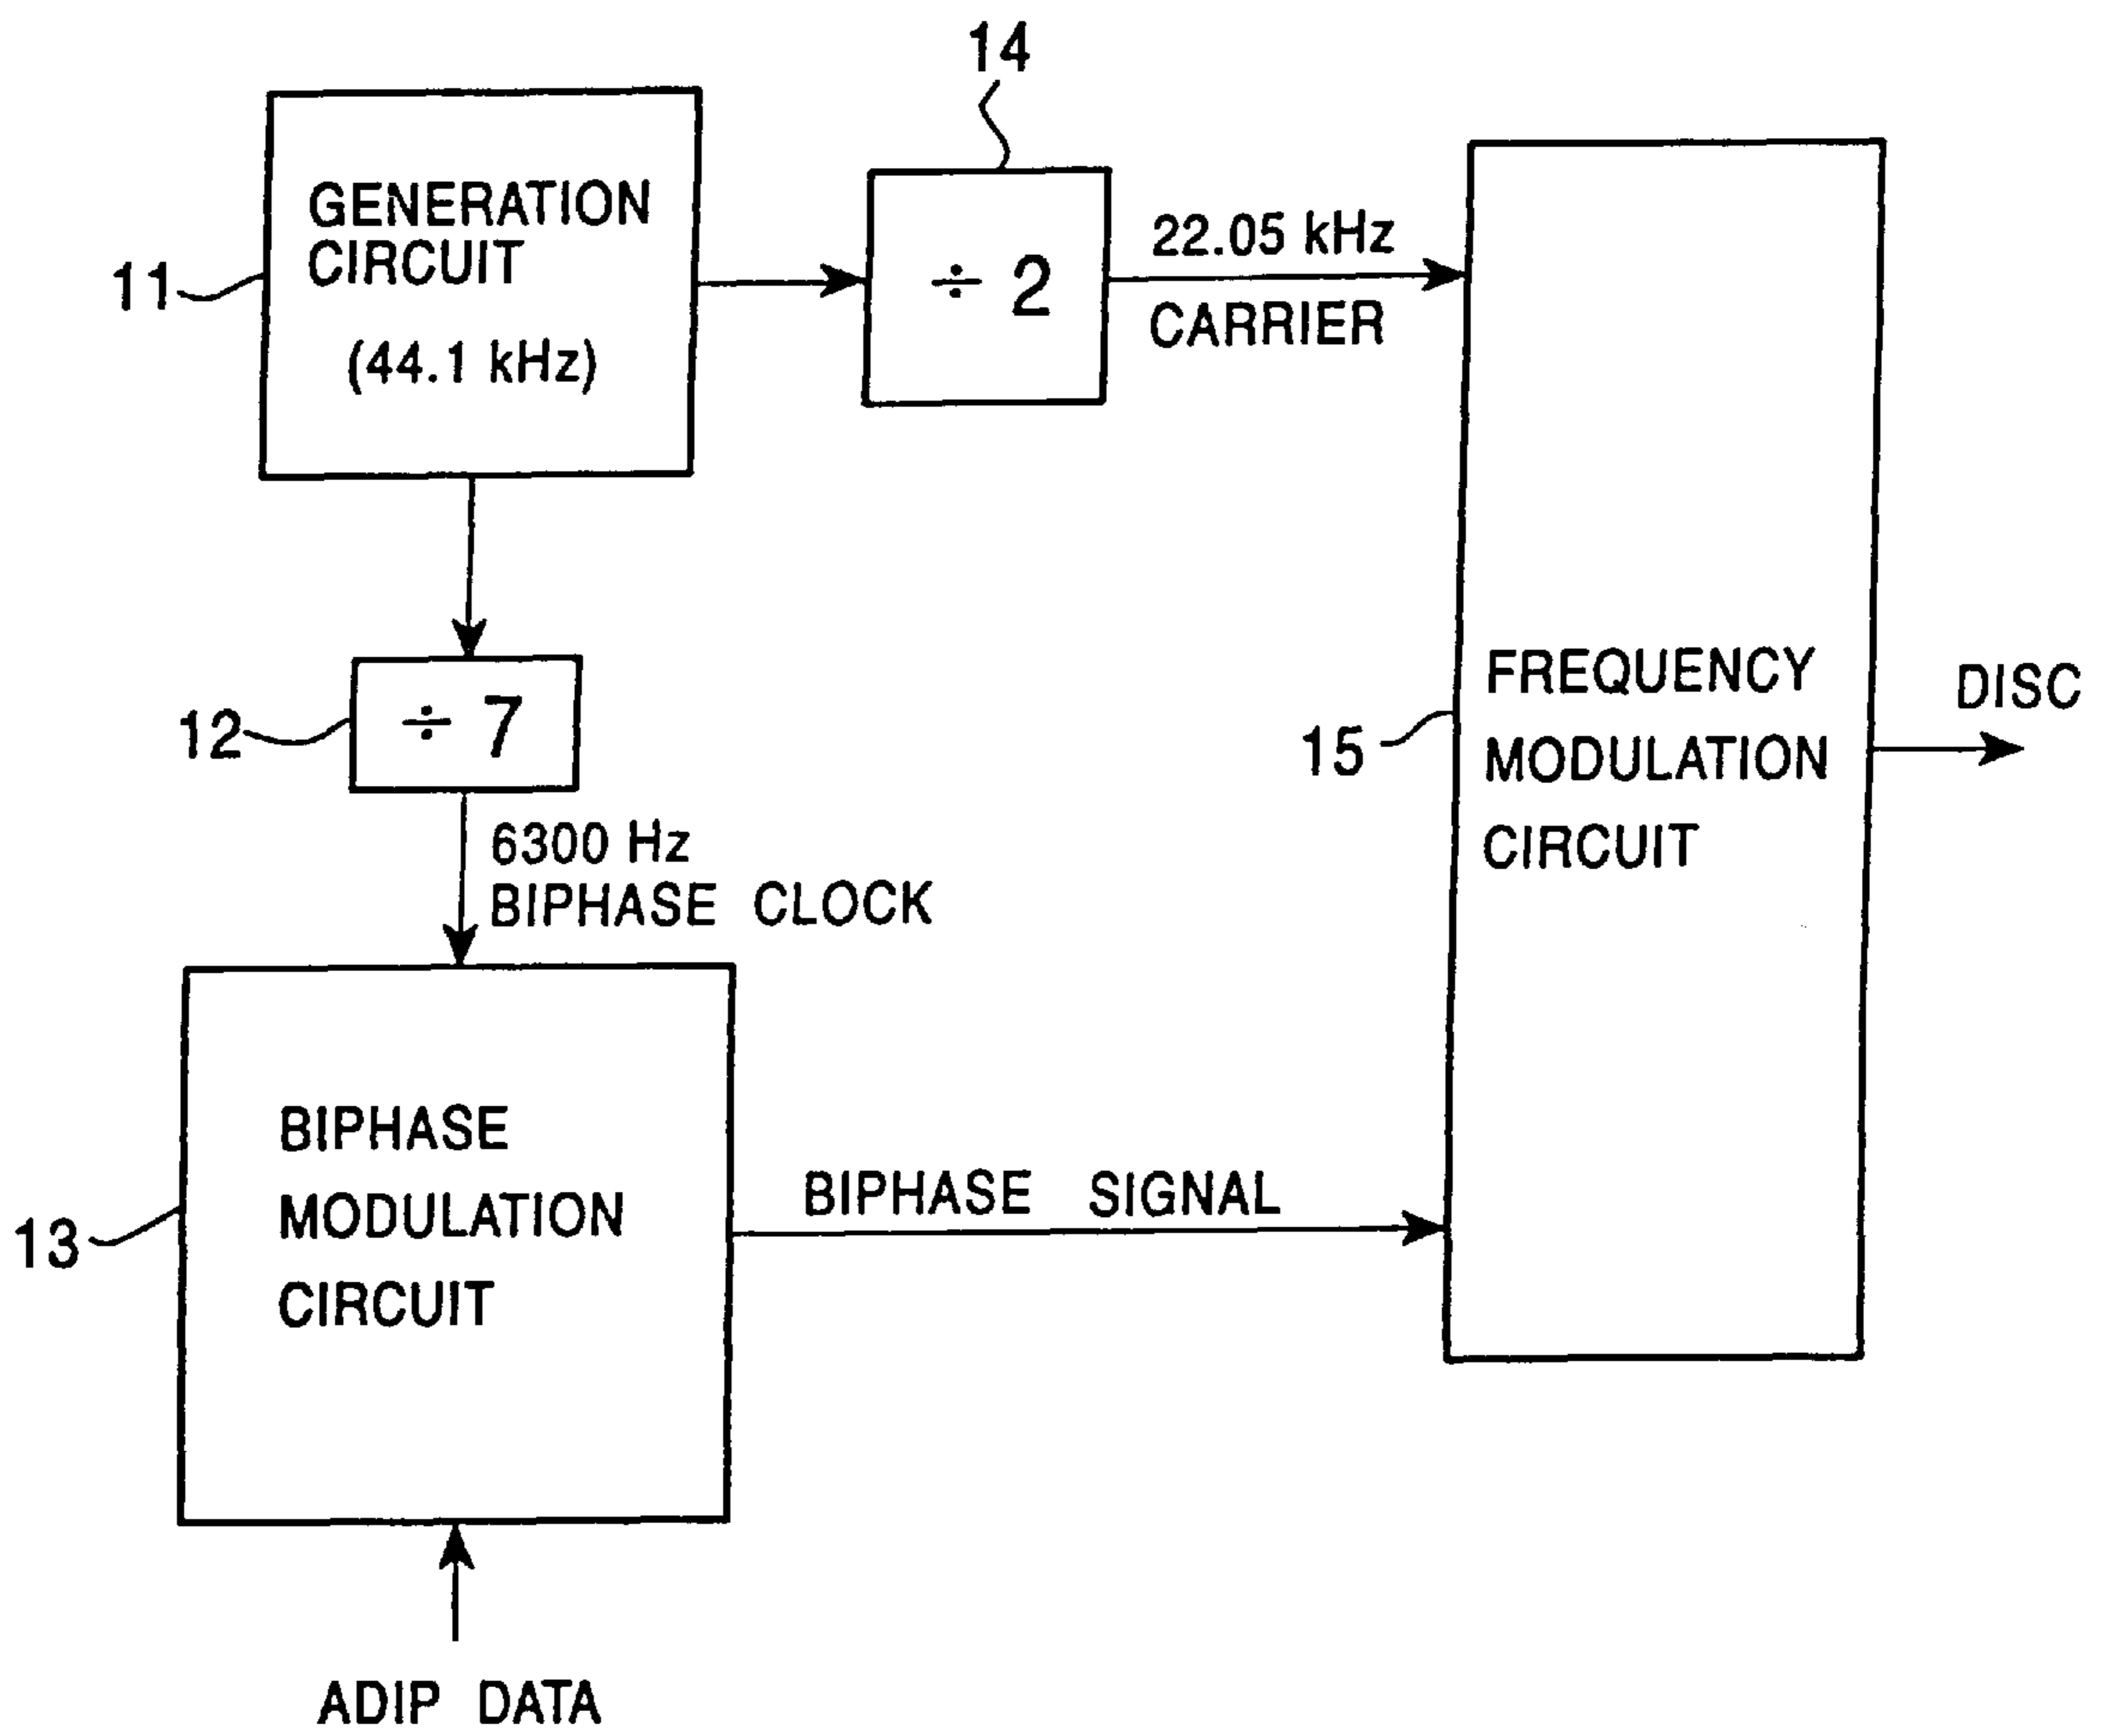 14
GENERATION
CIRCUIT
(44.1 kHz)
11
÷ 2
22.05 kHz
CARRIER
12
÷ 7
6300 Hz
BIPHASE CLOCK
FREQUENCY
MODULATION
CIRCUIT
15
DISC
BIPHASE
MODULATION
CIRCUIT
13
BIPHASE SIGNAL
ADIP DATA